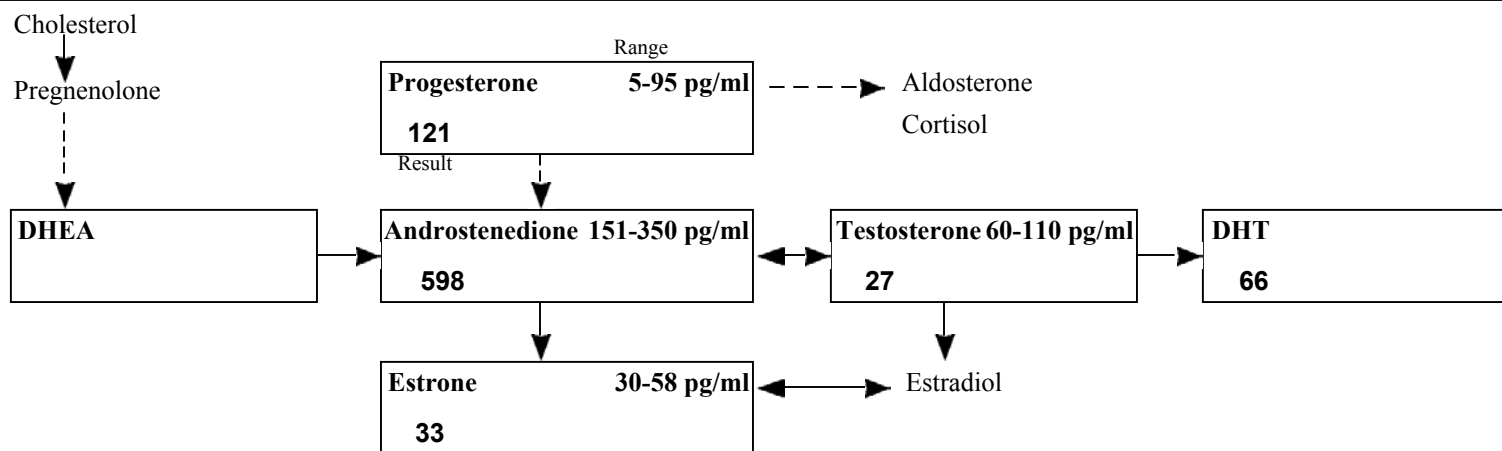 Cholesterol
Range
Pregnenolone
Progesterone 5-95 pg/ml
Aldosterone
121
Cortisol
Result
DHEA
Androstenedione 151-350 pg/ml
Testosterone 60-110 pg/ml
DHT
598
27
66
Estrone 30-58 pg/ml
Estradiol
33